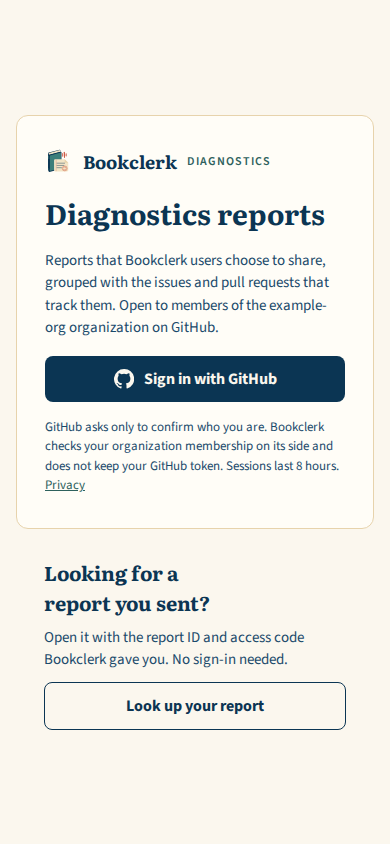 Bookclerk DIAGNOSTICS
Diagnostics reports
Reports that Bookclerk users choose to share,
grouped with the issues and pull requests that
track them. Open to members of the example-
org organization on GitHub.
Sign in with GitHub
GitHub asks only to confirm who you are. Bookclerk
checks your organization membership on its side and
does not keep your GitHub token. Sessions last 8 hours.
Privacy
Looking for a
report you sent?
Open it with the report ID and access code
Bookclerk gave you. No sign-in needed.
Look up your report